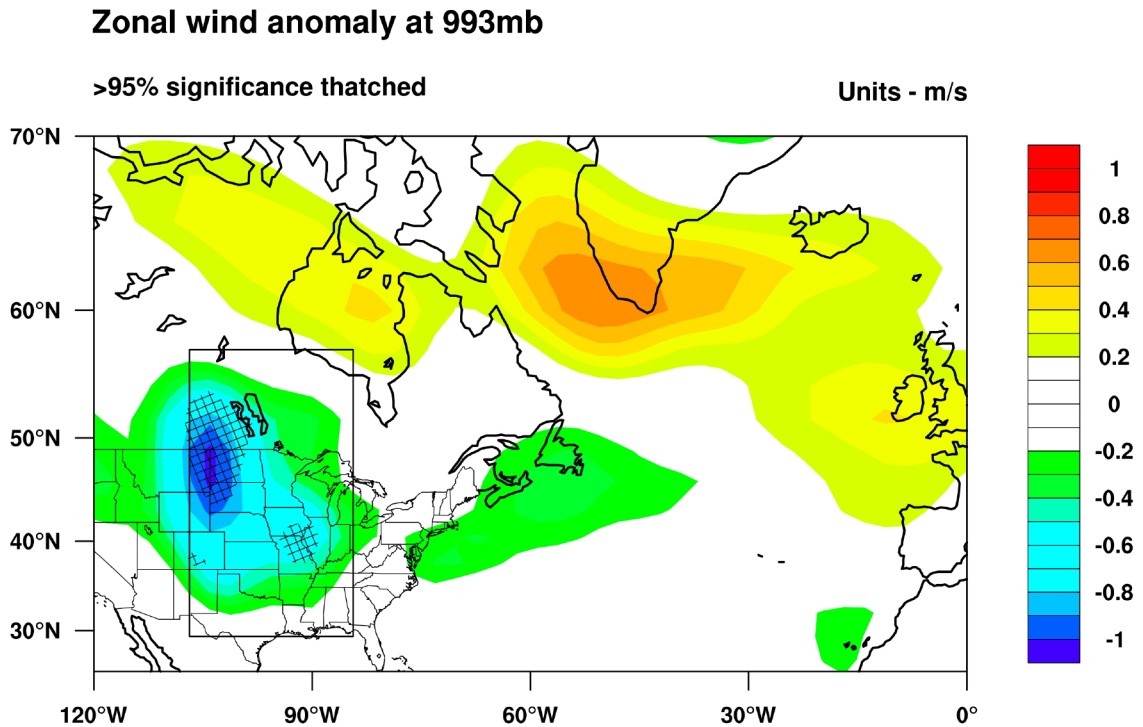 Zonal wind anomaly at 993mb
>95% significance thatched
Units - m/s
70°N
60°N
50°N
40°N
30°N
120°W
90°W
60°W
30°W
0°
1
0.8
0.6
0.4
0.2
0
-0.2
-0.4
-0.6
-0.8
-1